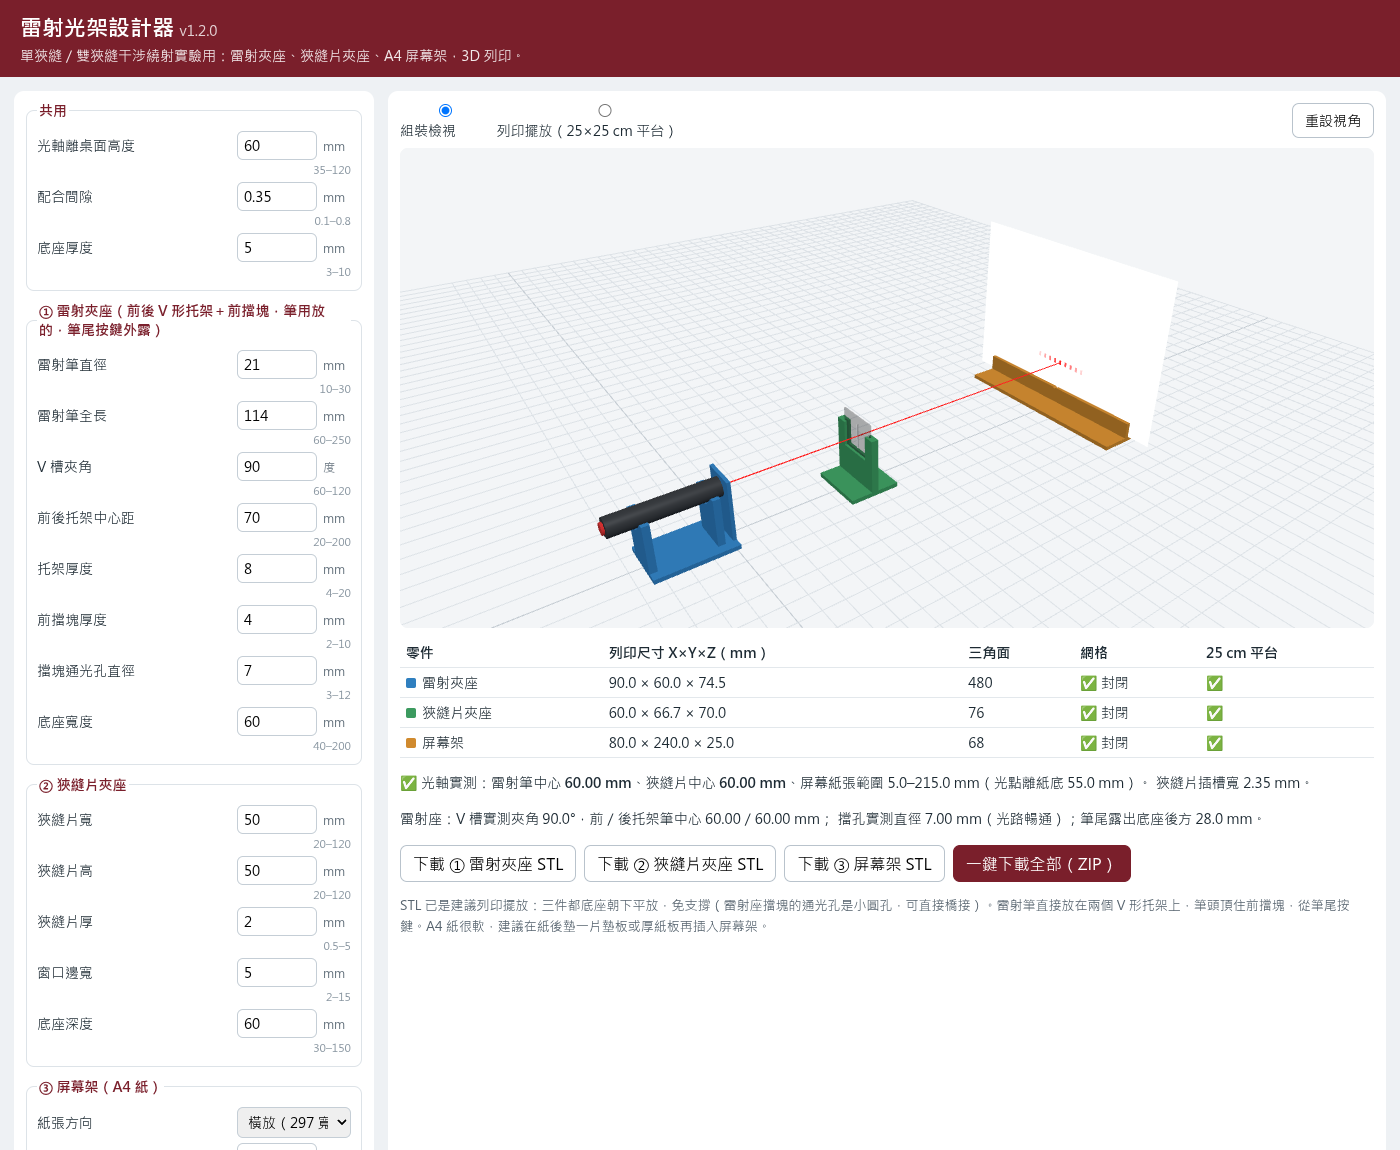 雷射光架設計器 v1.2.0
單狹縫 / 雙狹縫干涉繞射實驗用：雷射夾座、狹縫片夾座、A4 屏幕架，3D 列印。
共用
光軸離桌面高度 60 mm
35–120
配合間隙 0.35 mm
0.1–0.8
底座厚度 5 mm
3–10
① 雷射夾座（前後 V 形托架＋前擋塊，筆用放
的，筆尾按鍵外露）
雷射筆直徑 21 mm
10–30
雷射筆全長 114 mm
60–250
V 槽夾角 90 度
60–120
前後托架中心距 70 mm
20–200
托架厚度 8 mm
4–20
前擋塊厚度 4 mm
2–10
擋塊通光孔直徑 7 mm
3–12
底座寬度 60 mm
40–200
② 狹縫片夾座
狹縫片寬 50 mm
20–120
狹縫片高 50 mm
20–120
狹縫片厚 2 mm
0.5–5
窗口邊寬 5 mm
2–15
底座深度 60 mm
30–150
③ 屏幕架（A4 紙）
紙張方向 橫放（297 寬
組裝檢視 列印擺放（25×25 cm 平台） 重設視角
零件 列印尺寸 X×Y×Z（mm） 三角面 網格 25 cm 平台
雷射夾座 90.0 × 60.0 × 74.5 480 ✅ 封閉 ✅
狹縫片夾座 60.0 × 66.7 × 70.0 76 ✅ 封閉 ✅
屏幕架 80.0 × 240.0 × 25.0 68 ✅ 封閉 ✅
✅ 光軸實測：雷射筆中心 60.00 mm、狹縫片中心 60.00 mm、屏幕紙張範圍 5.0–215.0 mm（光點離紙底 55.0 mm）。 狹縫片插槽寬 2.35 mm。
雷射座：V 槽實測夾角 90.0°，前 / 後托架筆中心 60.00 / 60.00 mm； 擋孔實測直徑 7.00 mm（光路暢通）；筆尾露出底座後方 28.0 mm。
下載 ① 雷射夾座 STL 下載 ② 狹縫片夾座 STL 下載 ③ 屏幕架 STL 一鍵下載全部（ZIP）
STL 已是建議列印擺放：三件都底座朝下平放，免支撐（雷射座擋塊的通光孔是小圓孔，可直接橋接）。雷射筆直接放在兩個 V 形托架上，筆頭頂住前擋塊，從筆尾按
鍵。A4 紙很軟，建議在紙後墊一片墊板或厚紙板再插入屏幕架。